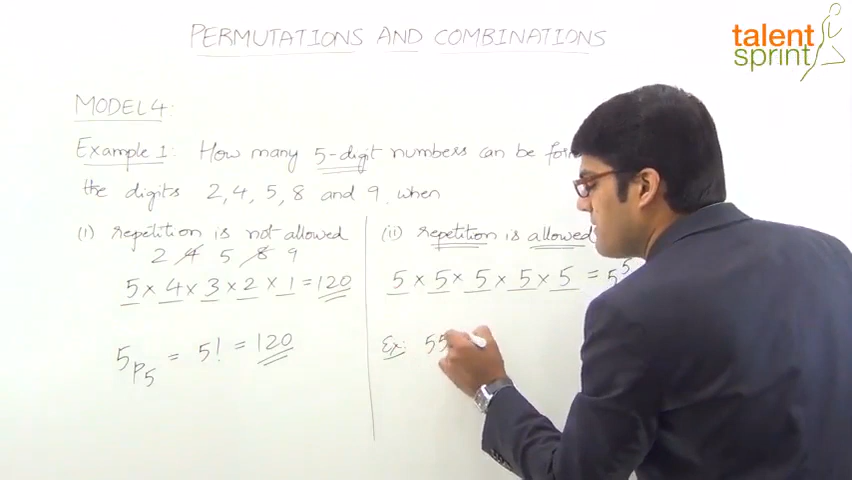 talent
sprint
PERMUTATIONS AND COMBINATIONS
MODEL 4:
Example 1: How many 5-digit numbers can be
the digits 2, 4, 5, 8 and 9, when
(i) repetition is not allowed
2 4 5 8 9
5 × 4 × 3 × 2 × 1 = 120
5P5 = 5! = 120
(ii) repetition is allowed
5 × 5 × 5 × 5 × 5 = 5^5
Ex: 55